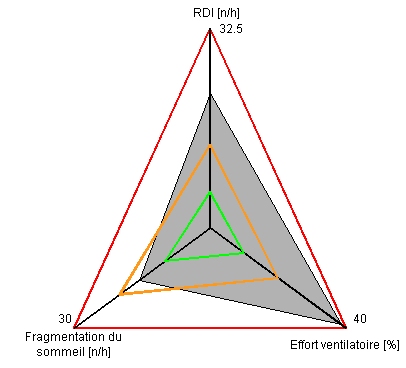 RDI [n/h]
32.5
30
40
Fragmentation du
sommeil [n/h]
Effort ventilatoire [%]